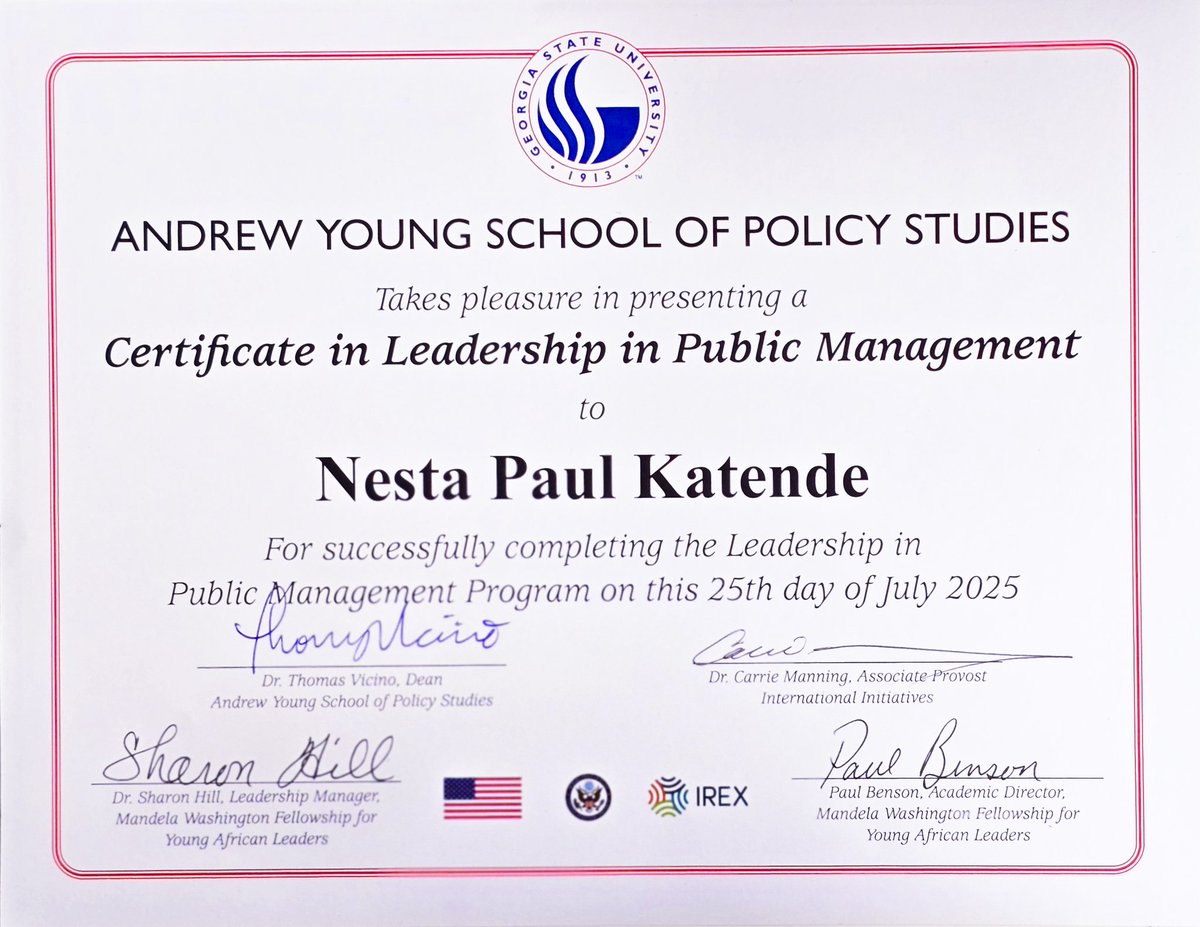 GEORGIA STATE UNIVERSITY
· 1913 · ™
ANDREW YOUNG SCHOOL OF POLICY STUDIES
Takes pleasure in presenting a
Certificate in Leadership in Public Management
to
Nesta Paul Katende
For successfully completing the Leadership in
Public Management Program on this 25th day of July 2025
Thomas Vicino
Dr. Thomas Vicino, Dean
Andrew Young School of Policy Studies
Dr. Carrie Manning, Associate Provost
International Initiatives
Sharon Hill
Dr. Sharon Hill, Leadership Manager,
Mandela Washington Fellowship for
Young African Leaders
IREX
Paul Benson
Paul Benson, Academic Director,
Mandela Washington Fellowship for
Young African Leaders